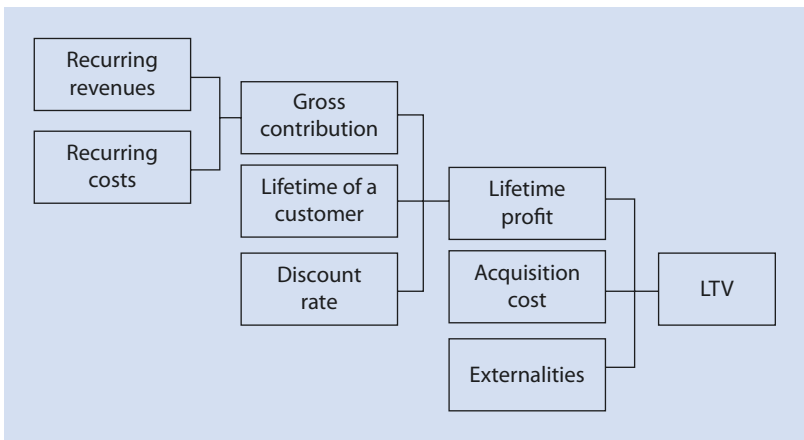 Recurring
revenues
Recurring
costs
Gross
contribution
Lifetime of a
customer
Discount
rate
Lifetime
profit
Acquisition
cost
Externalities
LTV